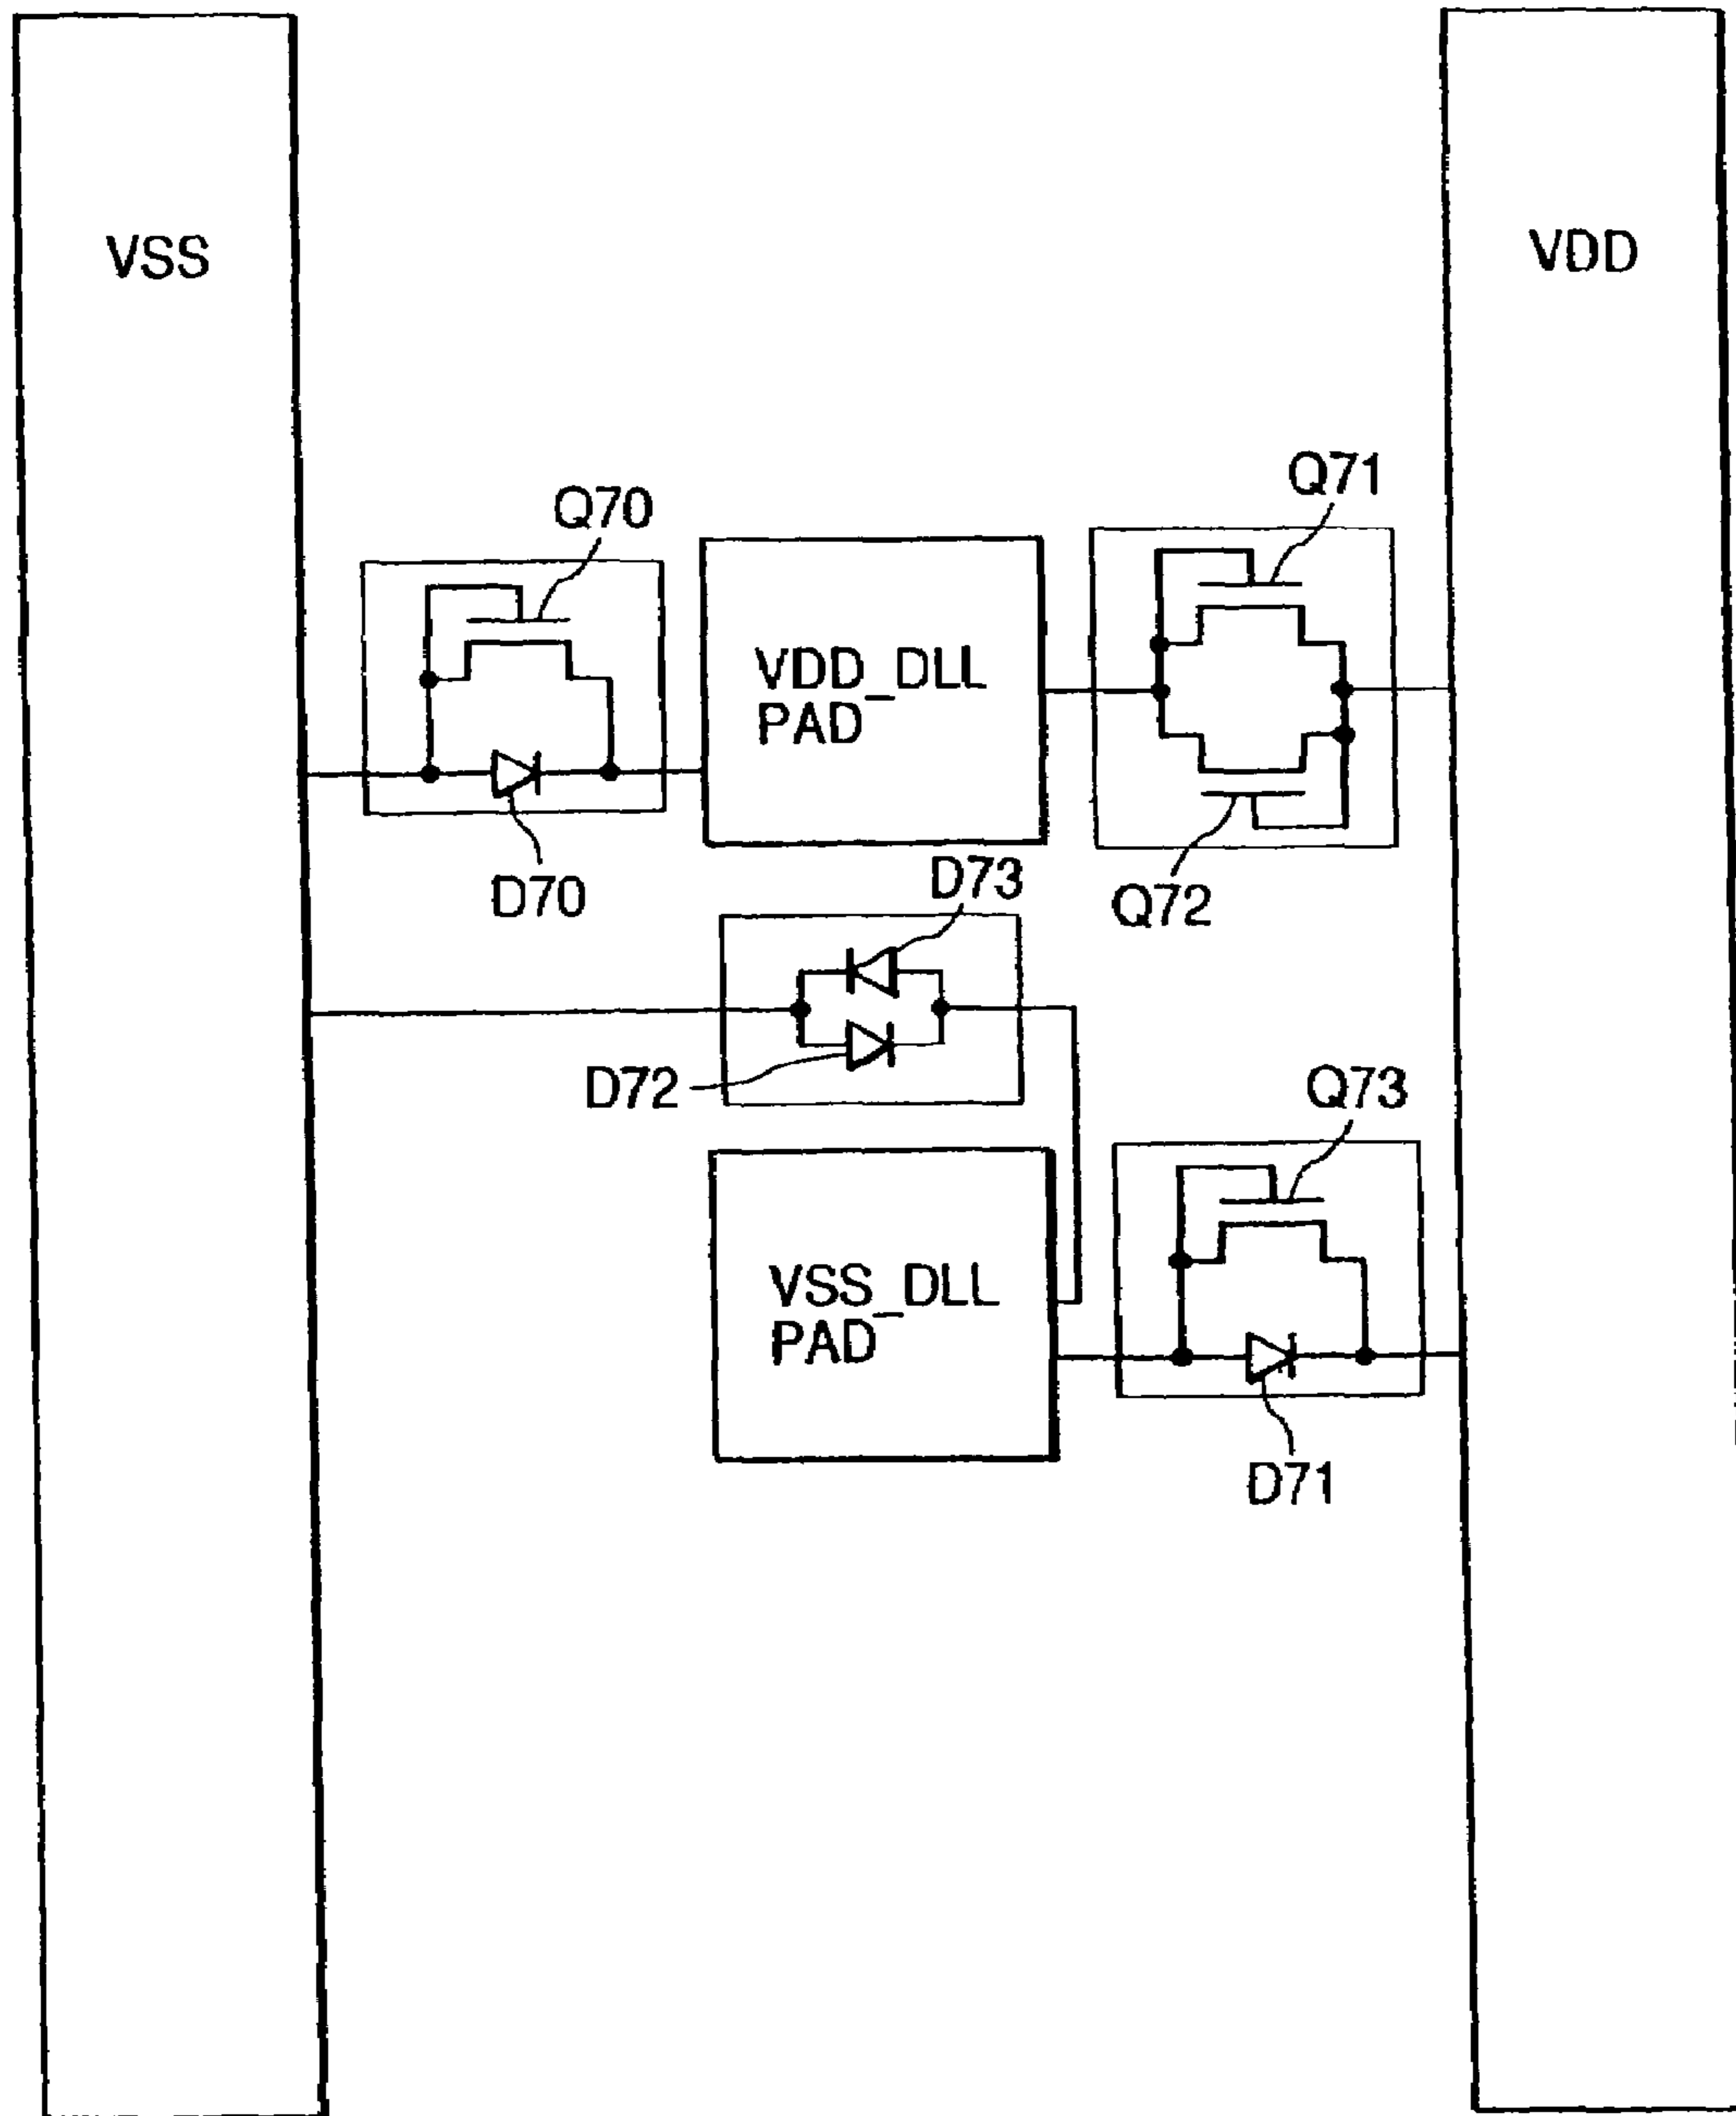 VSS
VDD
Q71
Q70
VDD_DLL
PAD
D70
D73
Q72
D72
Q73
VSS_DLL
PAD
D71